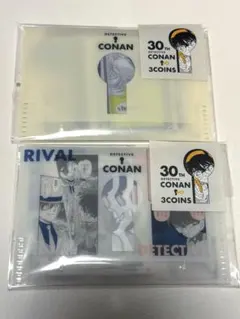 DETECTIVE
CONAN
30TH
DETECTIVE
CONAN
3COINS
RIVAL
DETECTIVE
CONAN
30TH
DETECTIVE
CONAN
3COINS
DETECT